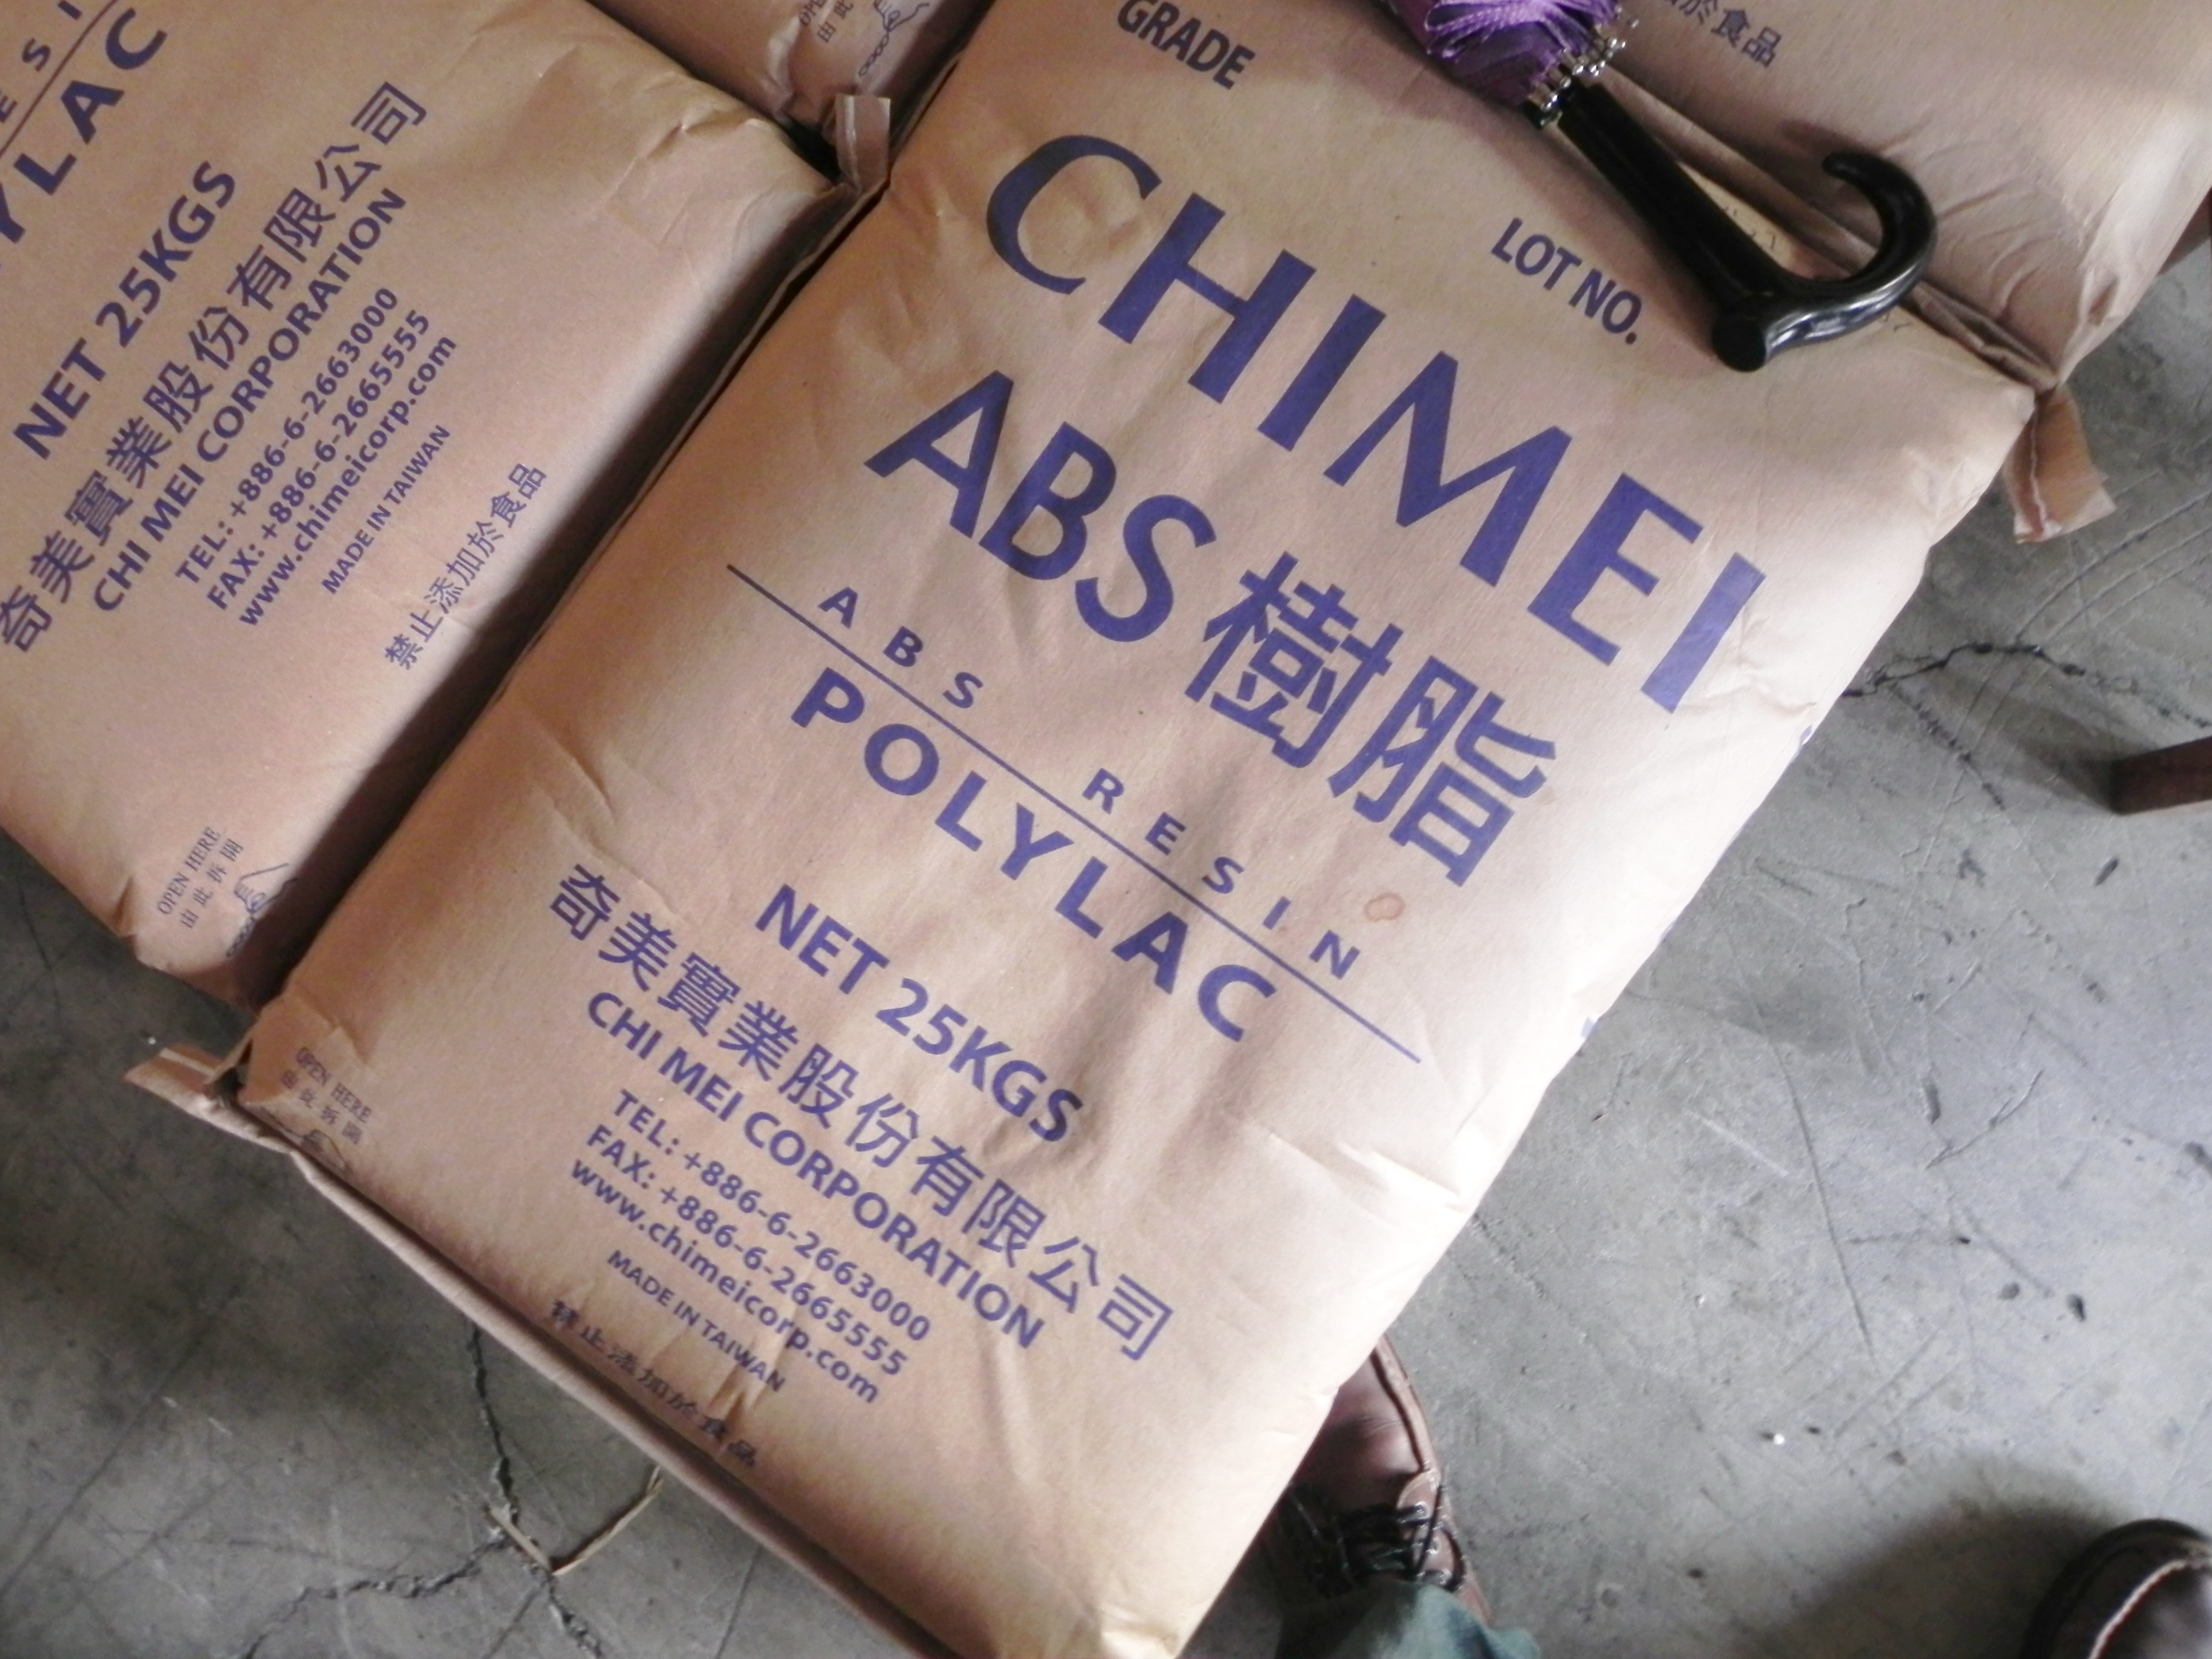 GRADE
LOT NO.
CHIMEI
ABS 樹脂
ABS RESIN
POLYLAC
NET 25KGS
奇美實業股份有限公司
CHI MEI CORPORATION
TEL: +886-6-2663000
FAX: +886-6-2665555
www.chimeicorp.com
MADE IN TAIWAN
禁止添加於食品
OPEN HERE
由此拆開
YLAC
NET 25KGS
奇美實業股份有限公司
CHI MEI CORPORATION
TEL: +886-6-2663000
FAX: +886-6-2665555
www.chimeicorp.com
MADE IN TAIWAN
禁止添加於食品
OPEN HERE
由此拆開
於食品